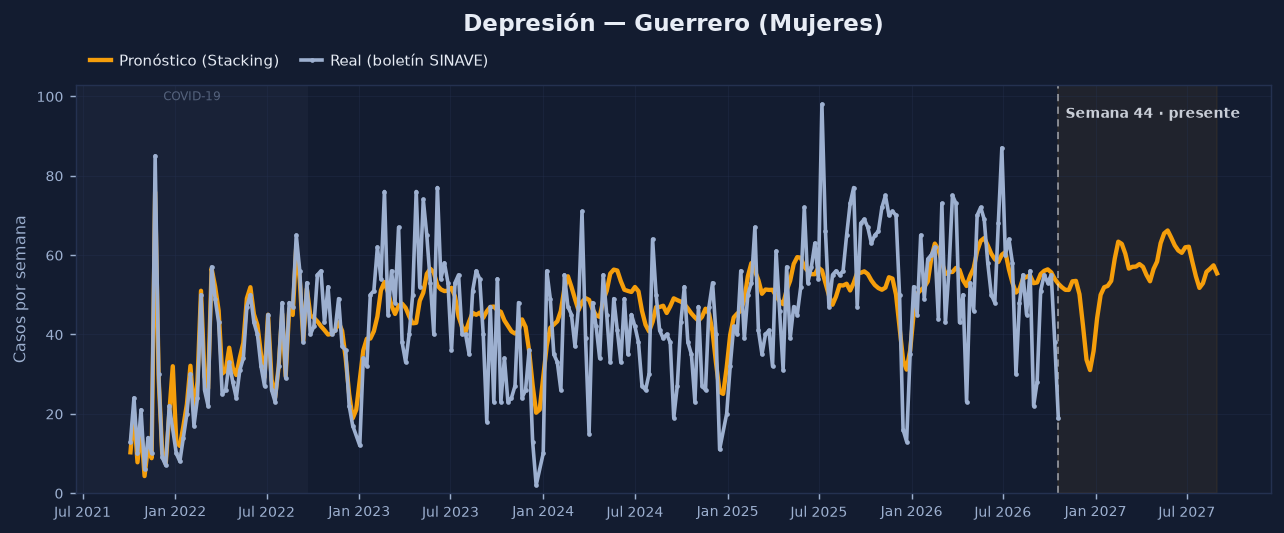 Depresión — Guerrero (Mujeres)
Pronóstico (Stacking)
Real (boletín SINAVE)
COVID-19
Semana 44 · presente
Casos por semana
100
80
60
40
20
0
Jul 2021
Jan 2022
Jul 2022
Jan 2023
Jul 2023
Jan 2024
Jul 2024
Jan 2025
Jul 2025
Jan 2026
Jul 2026
Jan 2027
Jul 2027